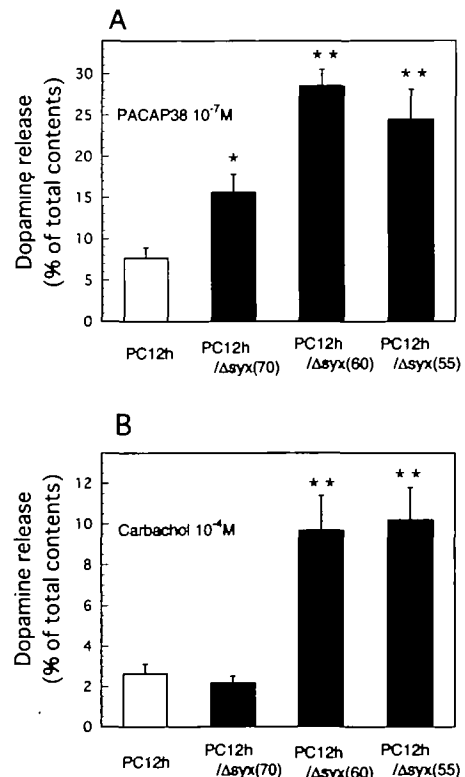 A
Dopamine release
(% of total contents)
30
25
20
15
10
5
0
PACAP38 10⁻⁷M
*
**
**
PC12h
PC12h
/Δsyx(70)
PC12h
/Δsyx(60)
PC12h
/Δsyx(55)
B
Dopamine release
(% of total contents)
12
10
8
6
4
2
0
Carbachol 10⁻⁴M
**
**
PC12h
PC12h
/Δsyx(70)
PC12h
/Δsyx(60)
PC12h
/Δsyx(55)